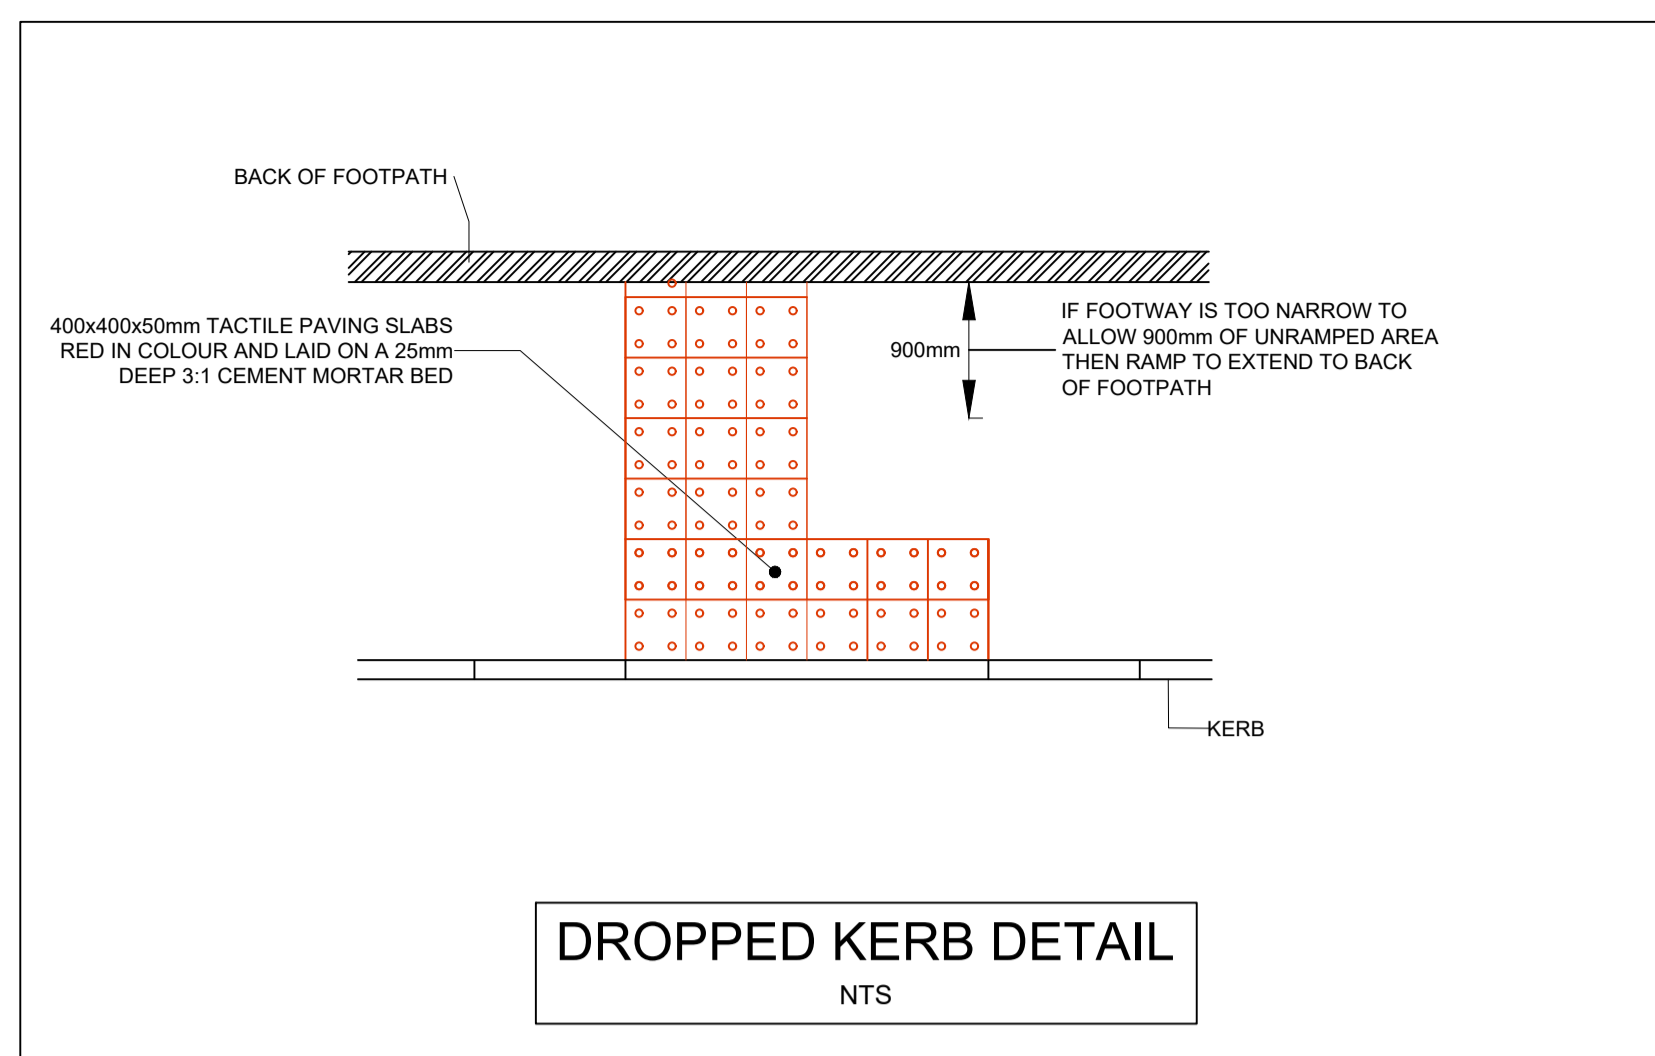 BACK OF FOOTPATH
400x400x50mm TACTILE PAVING SLABS
RED IN COLOUR AND LAID ON A 25mm
DEEP 3:1 CEMENT MORTAR BED
900mm
IF FOOTWAY IS TOO NARROW TO
ALLOW 900mm OF UNRAMPED AREA
THEN RAMP TO EXTEND TO BACK
OF FOOTPATH
KERB
DROPPED KERB DETAIL
NTS